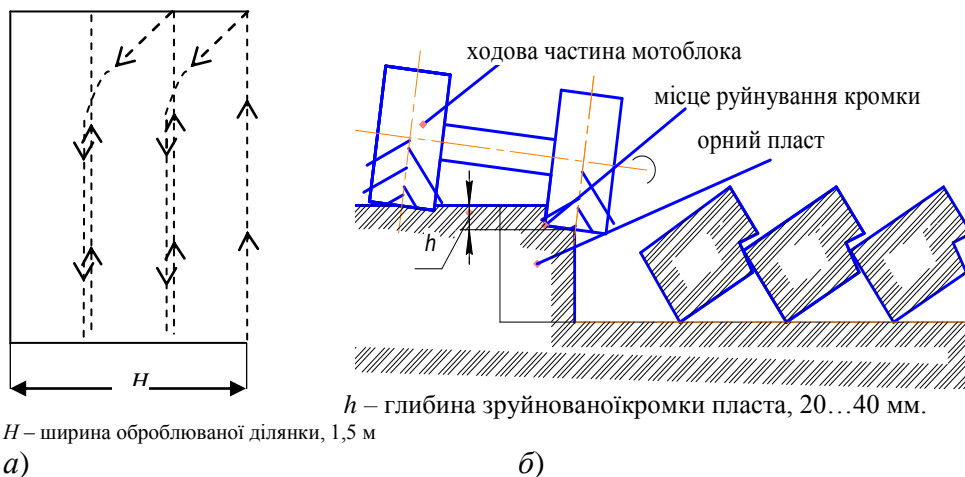 ходова частина мотоблока
місце руйнування кромки
орний пласт
h
H
h – глибина зруйнованоїкромки пласта, 20…40 мм.
H – ширина оброблюваної ділянки, 1,5 м
а)
б)